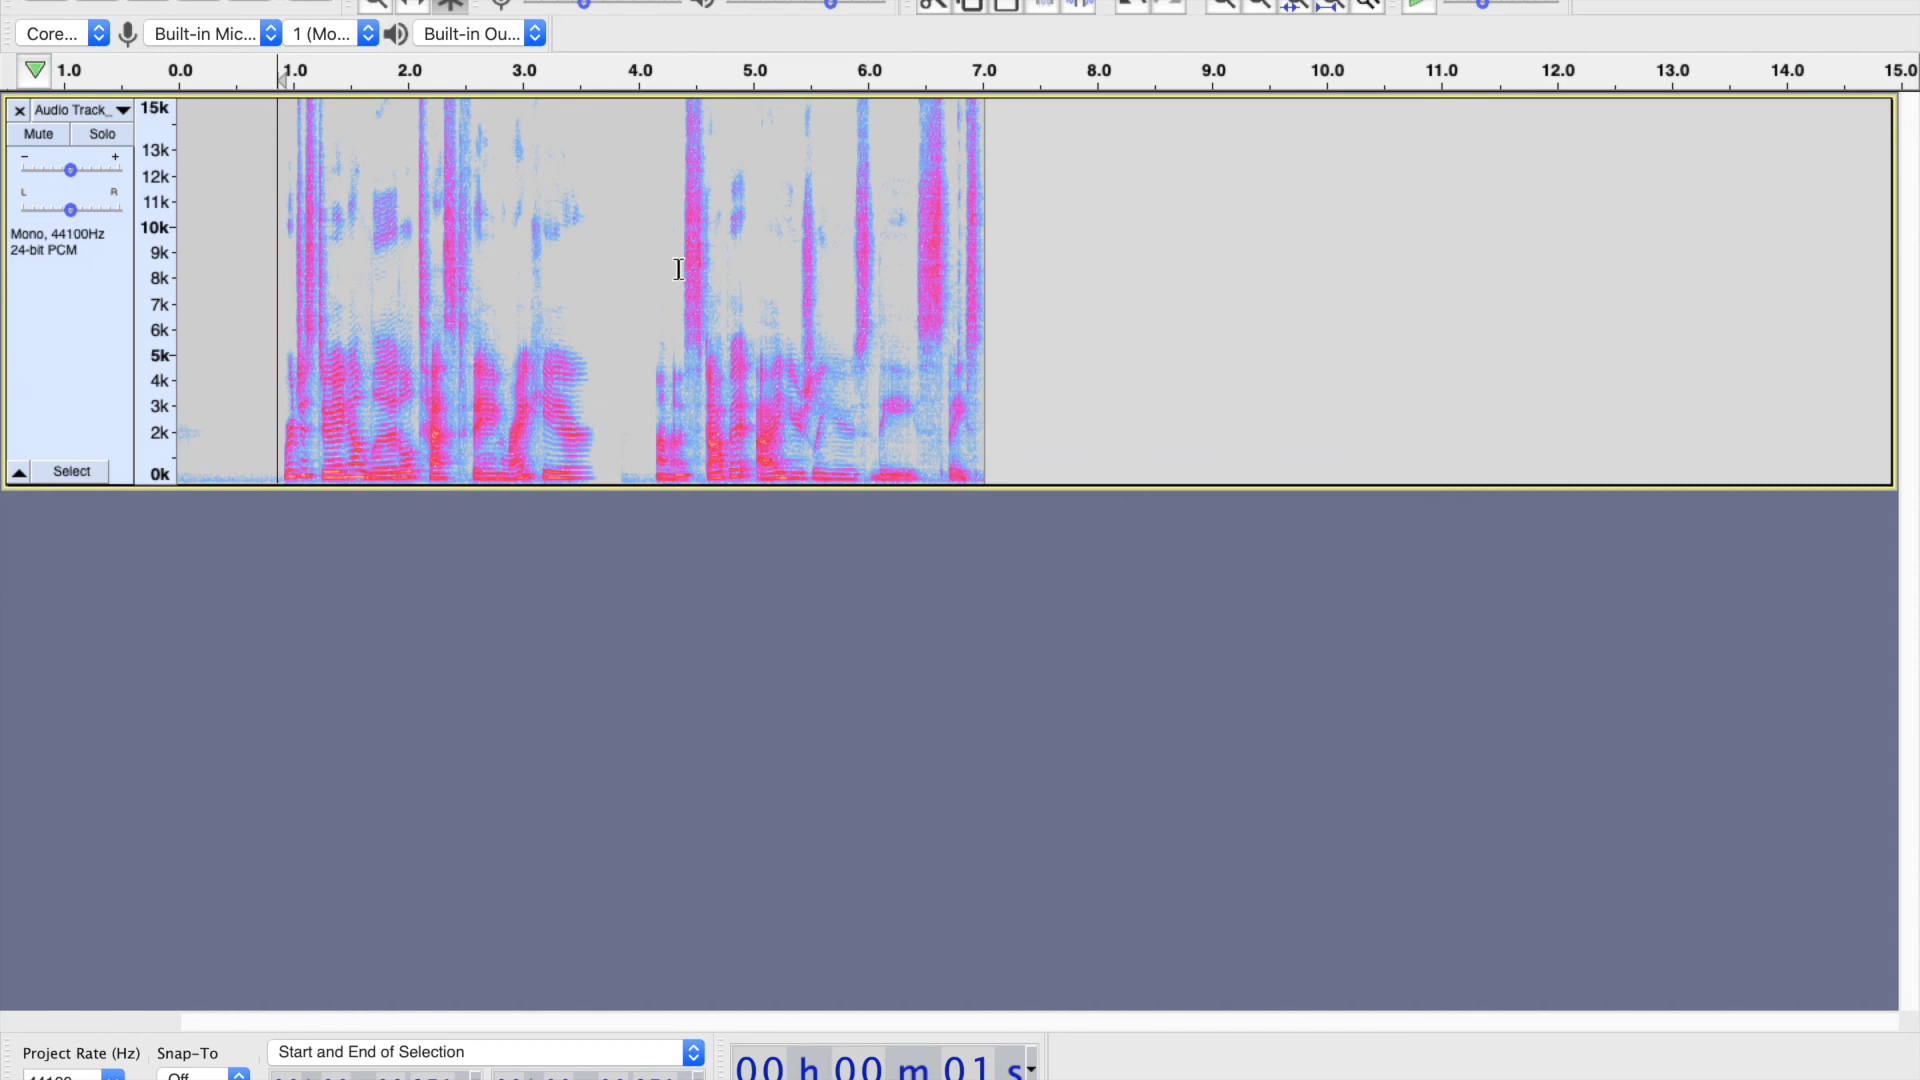 Core...
Built-in Mic...
1 (Mo...
Built-in Ou...
1.0 0.0 1.0 2.0 3.0 4.0 5.0 6.0 7.0 8.0 9.0 10.0 11.0 12.0 13.0 14.0 15.0
Audio Track_
Mute
Solo
- +
L R
Mono, 44100Hz
24-bit PCM
Select
15k
13k
12k
11k
10k
9k
8k
7k
6k
5k
4k
3k
2k
0k
Project Rate (Hz)
Snap-To
Start and End of Selection
44100
Off
00 h 00 m 01 s